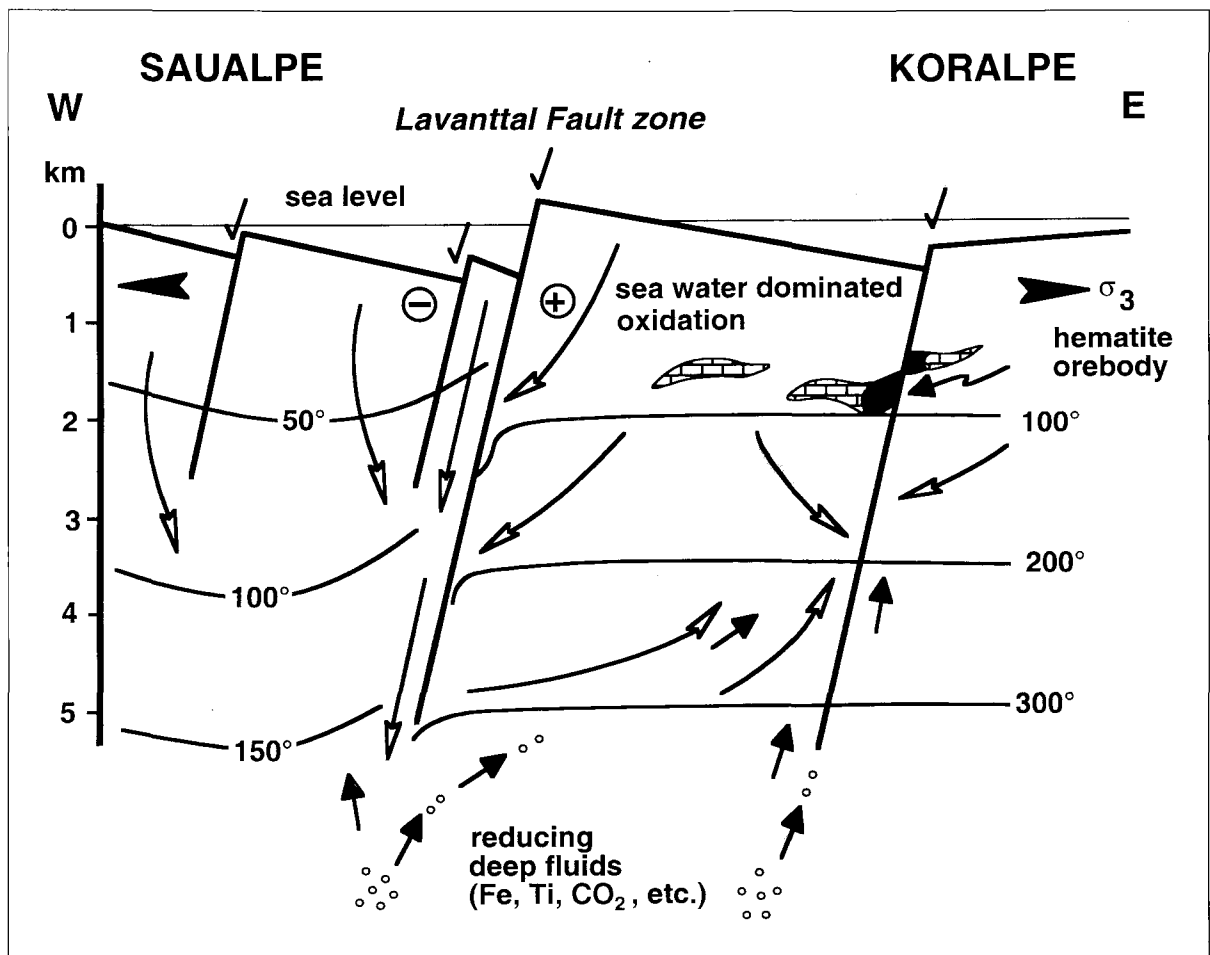 SAUALPE
KORALPE
W
E
Lavanttal Fault zone
km
sea level
0
1
2
3
4
5
−
+
sea water dominated
oxidation
σ3
hematite
orebody
50°
100°
100°
200°
150°
300°
reducing
deep fluids
(Fe, Ti, CO₂, etc.)